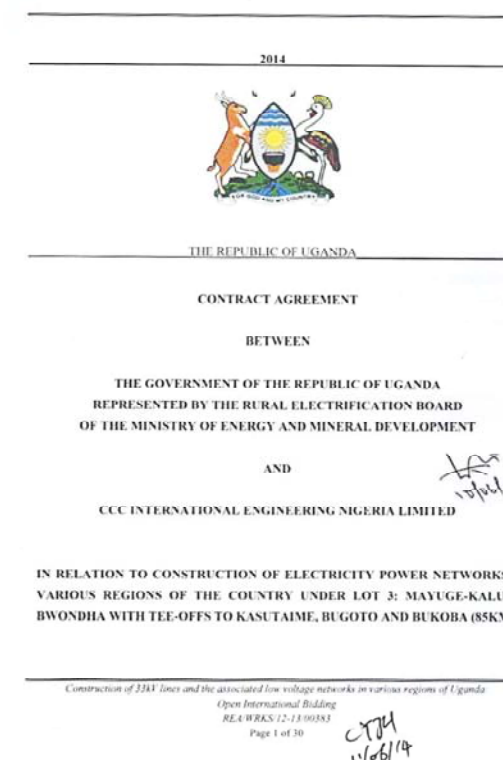 2014
FOR GOD AND MY COUNTRY
THE REPUBLIC OF UGANDA
CONTRACT AGREEMENT
BETWEEN
THE GOVERNMENT OF THE REPUBLIC OF UGANDA
REPRESENTED BY THE RURAL ELECTRIFICATION BOARD
OF THE MINISTRY OF ENERGY AND MINERAL DEVELOPMENT
AND
CCC INTERNATIONAL ENGINEERING NIGERIA LIMITED
IN RELATION TO CONSTRUCTION OF ELECTRICITY POWER NETWORKS
VARIOUS REGIONS OF THE COUNTRY UNDER LOT 3: MAYUGE-KALU
BWONDHA WITH TEE-OFFS TO KASUTAIME, BUGOTO AND BUKOBA (85KM
Construction of 33kV lines and the associated low voltage networks in various regions of Uganda
Open International Bidding
REA/WRKS/12-13/00383
Page 1 of 30
11/06/14